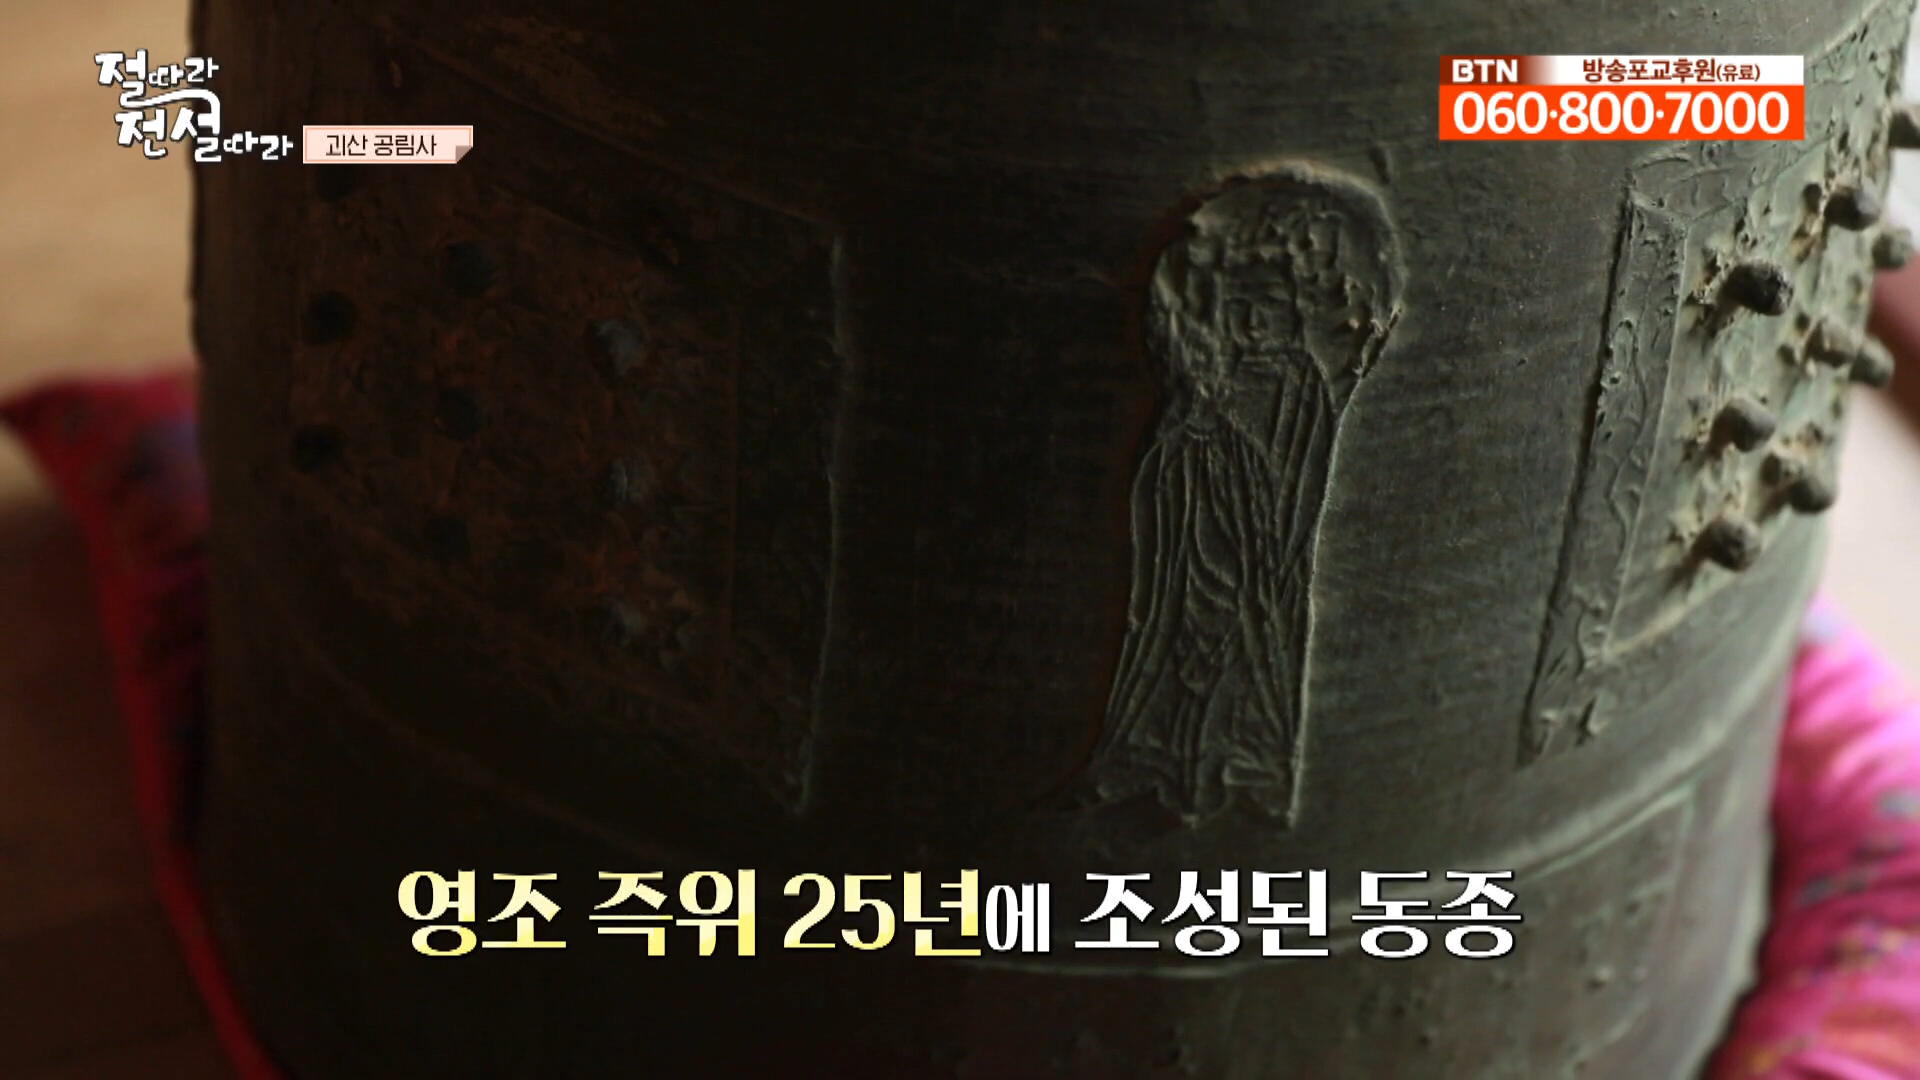 절따라
전설따라
괴산 공림사
BTN 방송포교후원(유료)
060·800·7000
영조 즉위 25년에 조성된 동종